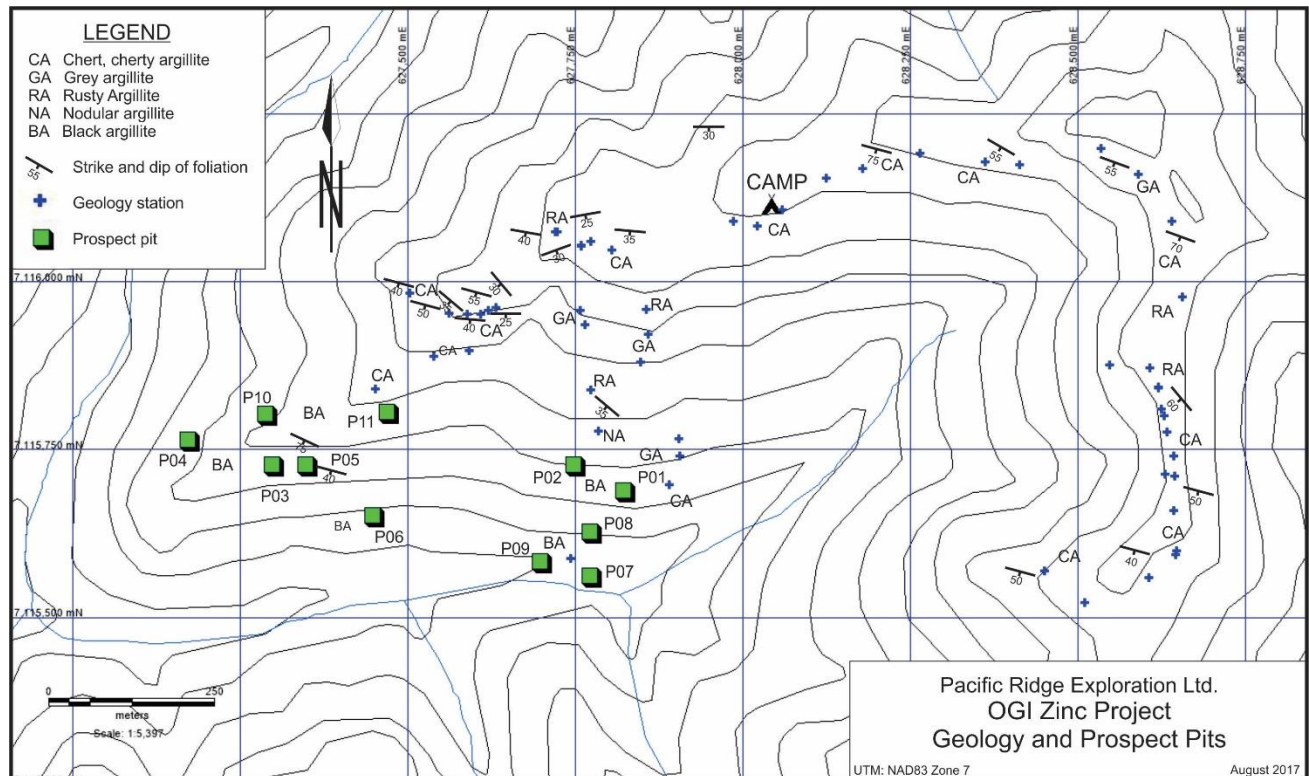 LEGEND
CA Chert, cherty argillite
GA Grey argillite
RA Rusty Argillite
NA Nodular argillite
BA Black argillite
55 Strike and dip of foliation
Geology station
Prospect pit
N
627,500 mE
627,750 mE
628,000 mE
628,250 mE
628,500 mE
628,750 mE
30
75 CA
55
CA
55
GA
CAMP
CA
RA
25
40
30
35
CA
70
CA
7,116,000 mN
40 CA
50
55
30
40 CA
25
GA
RA
GA
RA
CA
CA
RA
35
RA
60
P10
BA
P11
NA
7,115,750 mN
GA
CA
P04
BA
P05
P03
40
P02
BA
P01
CA
50
BA
P06
P08
CA
P09
BA
P07
CA
50
40
7,115,500 mN
0 250
meters
Scale: 1:5,397
Pacific Ridge Exploration Ltd.
OGI Zinc Project
Geology and Prospect Pits
UTM: NAD83 Zone 7 August 2017